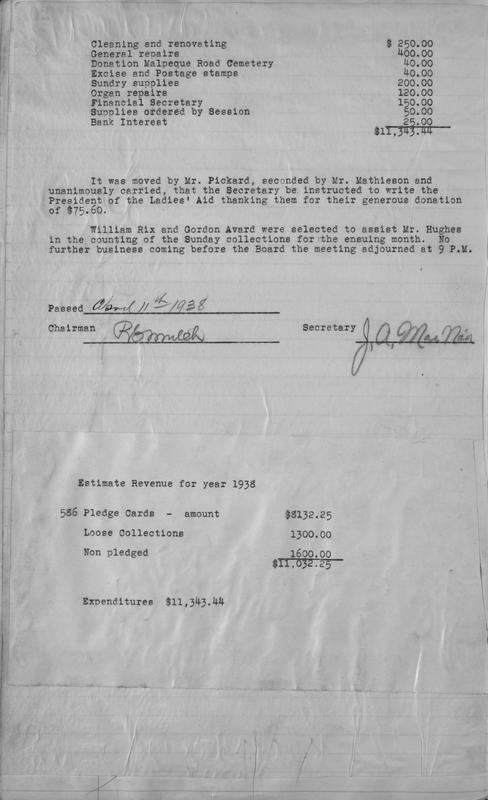 Cleaning and renovating $ 250.00
General repairs 400.00
Donation Malpeque Road Cemetery 40.00
Excise and Postage stamps 40.00
Sundry supplies 200.00
Organ repairs 120.00
Financial Secretary 150.00
Supplies ordered by Session 50.00
Bank Interest 25.00
$11,343.44
It was moved by Mr. Pickard, seconded by Mr. Mathieson and
unanimously carried, that the Secretary be instructed to write the
President of the Ladies' Aid thanking them for their generous donation
of $75.60.
William Rix and Gordon Avard were selected to assist Mr. Hughes
in the counting of the Sunday collections for the ensuing month. No
further business coming before the Board the meeting adjourned at 9 P.M.
Passed April 11th 1938
Chairman Secretary J. A. MacNair
Estimate Revenue for year 1938
586 Pledge Cards - amount $8132.25
Loose Collections 1300.00
Non pledged 1600.00
$11,032.25
Expenditures $11,343.44